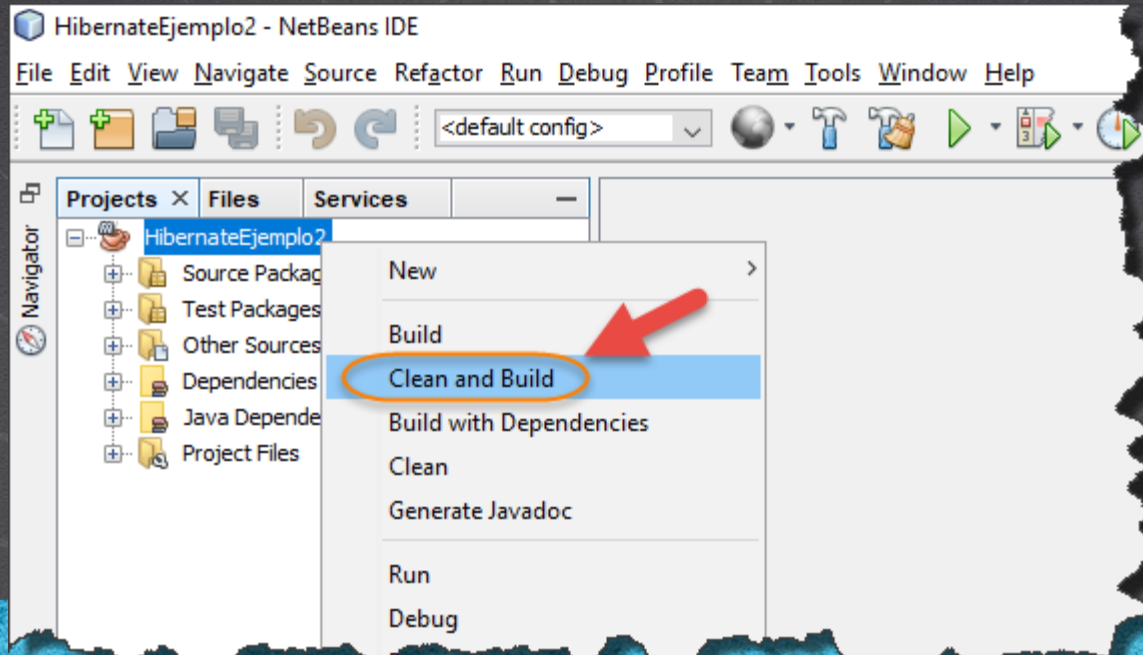 HibernateEjemplo2 - NetBeans IDE
File Edit View Navigate Source Refactor Run Debug Profile Team Tools Window Help
<default config>
Projects Files Services
Navigator
HibernateEjemplo2
Source Packag
Test Packages
Other Sources
Dependencies
Java Depende
Project Files
New
Build
Clean and Build
Build with Dependencies
Clean
Generate Javadoc
Run
Debug